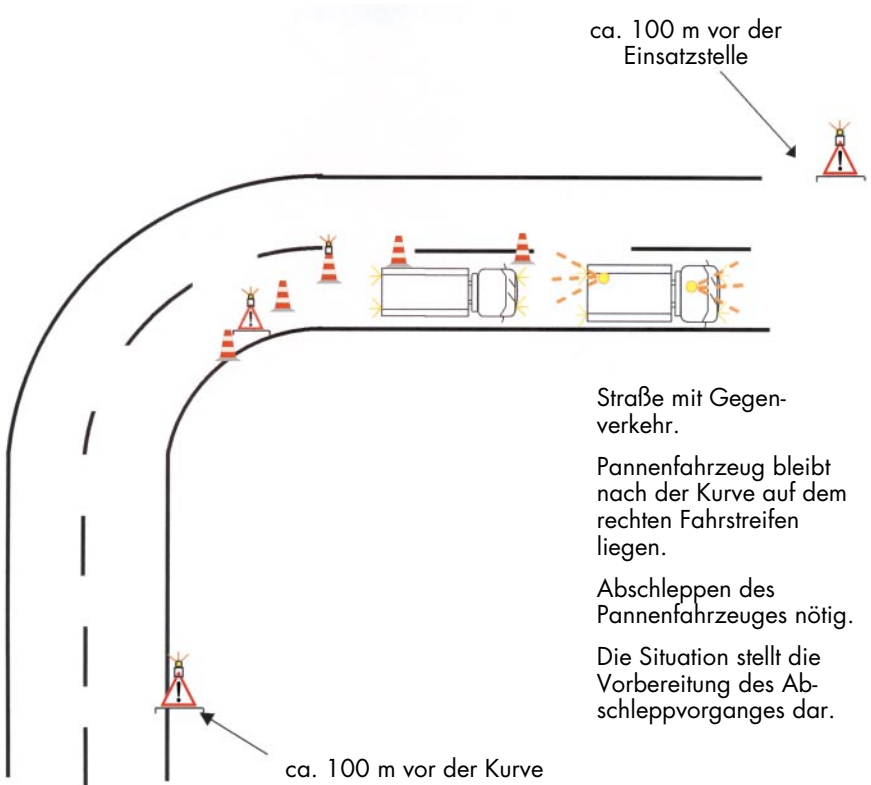 ca. 100 m vor der
Einsatzstelle
Straße mit Gegen-
verkehr.
Pannenfahrzeug bleibt
nach der Kurve auf dem
rechten Fahrstreifen
liegen.
Abschleppen des
Pannenfahrzeuges nötig.
Die Situation stellt die
Vorbereitung des Ab-
schleppvorganges dar.
ca. 100 m vor der Kurve